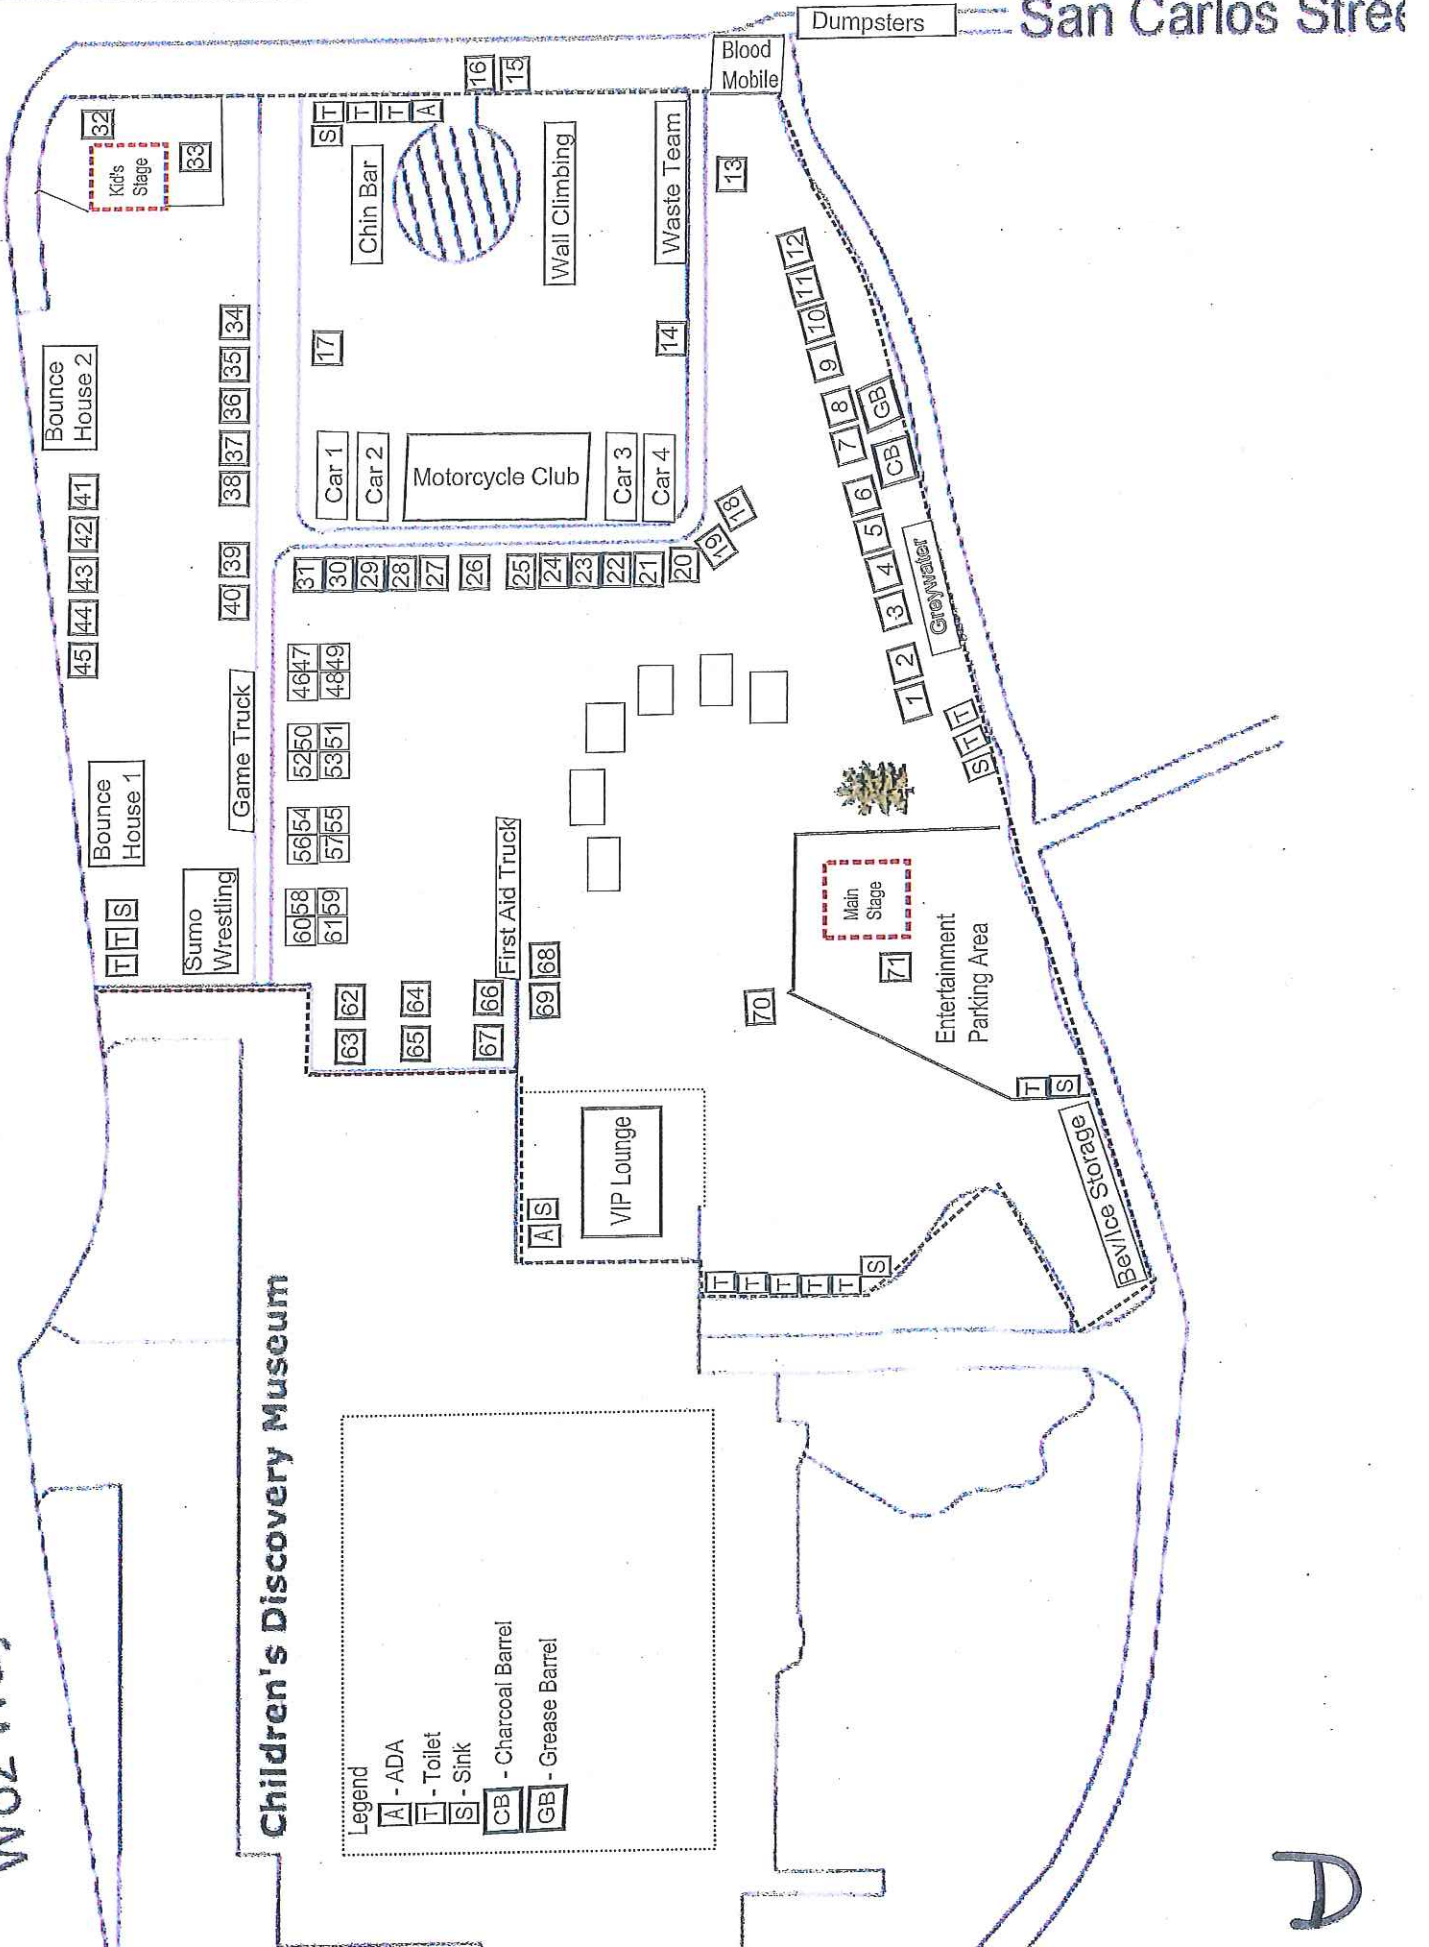 Dumpsters
San Carlos Stree
Blood
Mobile
16
15
32
Kid's
Stage
33
S
T
T
T
A
Chin Bar
Wall Climbing
Waste Team
13
12
11
10
9
8
7
GB
CB
6
5
4
3
2
1
Greywater
S
T
T
Bounce
House 2
34
35
36
37
38
39
40
41
42
43
44
45
17
14
Car 1
Car 2
Motorcycle Club
Car 3
Car 4
18
19
20
21
22
23
24
25
26
27
28
29
30
31
Game Truck
46 47
48 49
52 50
53 51
56 54
57 55
60 58
61 59
Bounce
House 1
T
T
S
Sumo
Wrestling
First Aid Truck
63
62
65
64
67
66
69
68
70
Main
Stage
71
Entertainment
Parking Area
T
S
Bev/Ice Storage
VIP Lounge
A
S
T
T
T
T
T
S
Children's Discovery Museum
Legend
A - ADA
T - Toilet
S - Sink
CB - Charcoal Barrel
GB - Grease Barrel
D